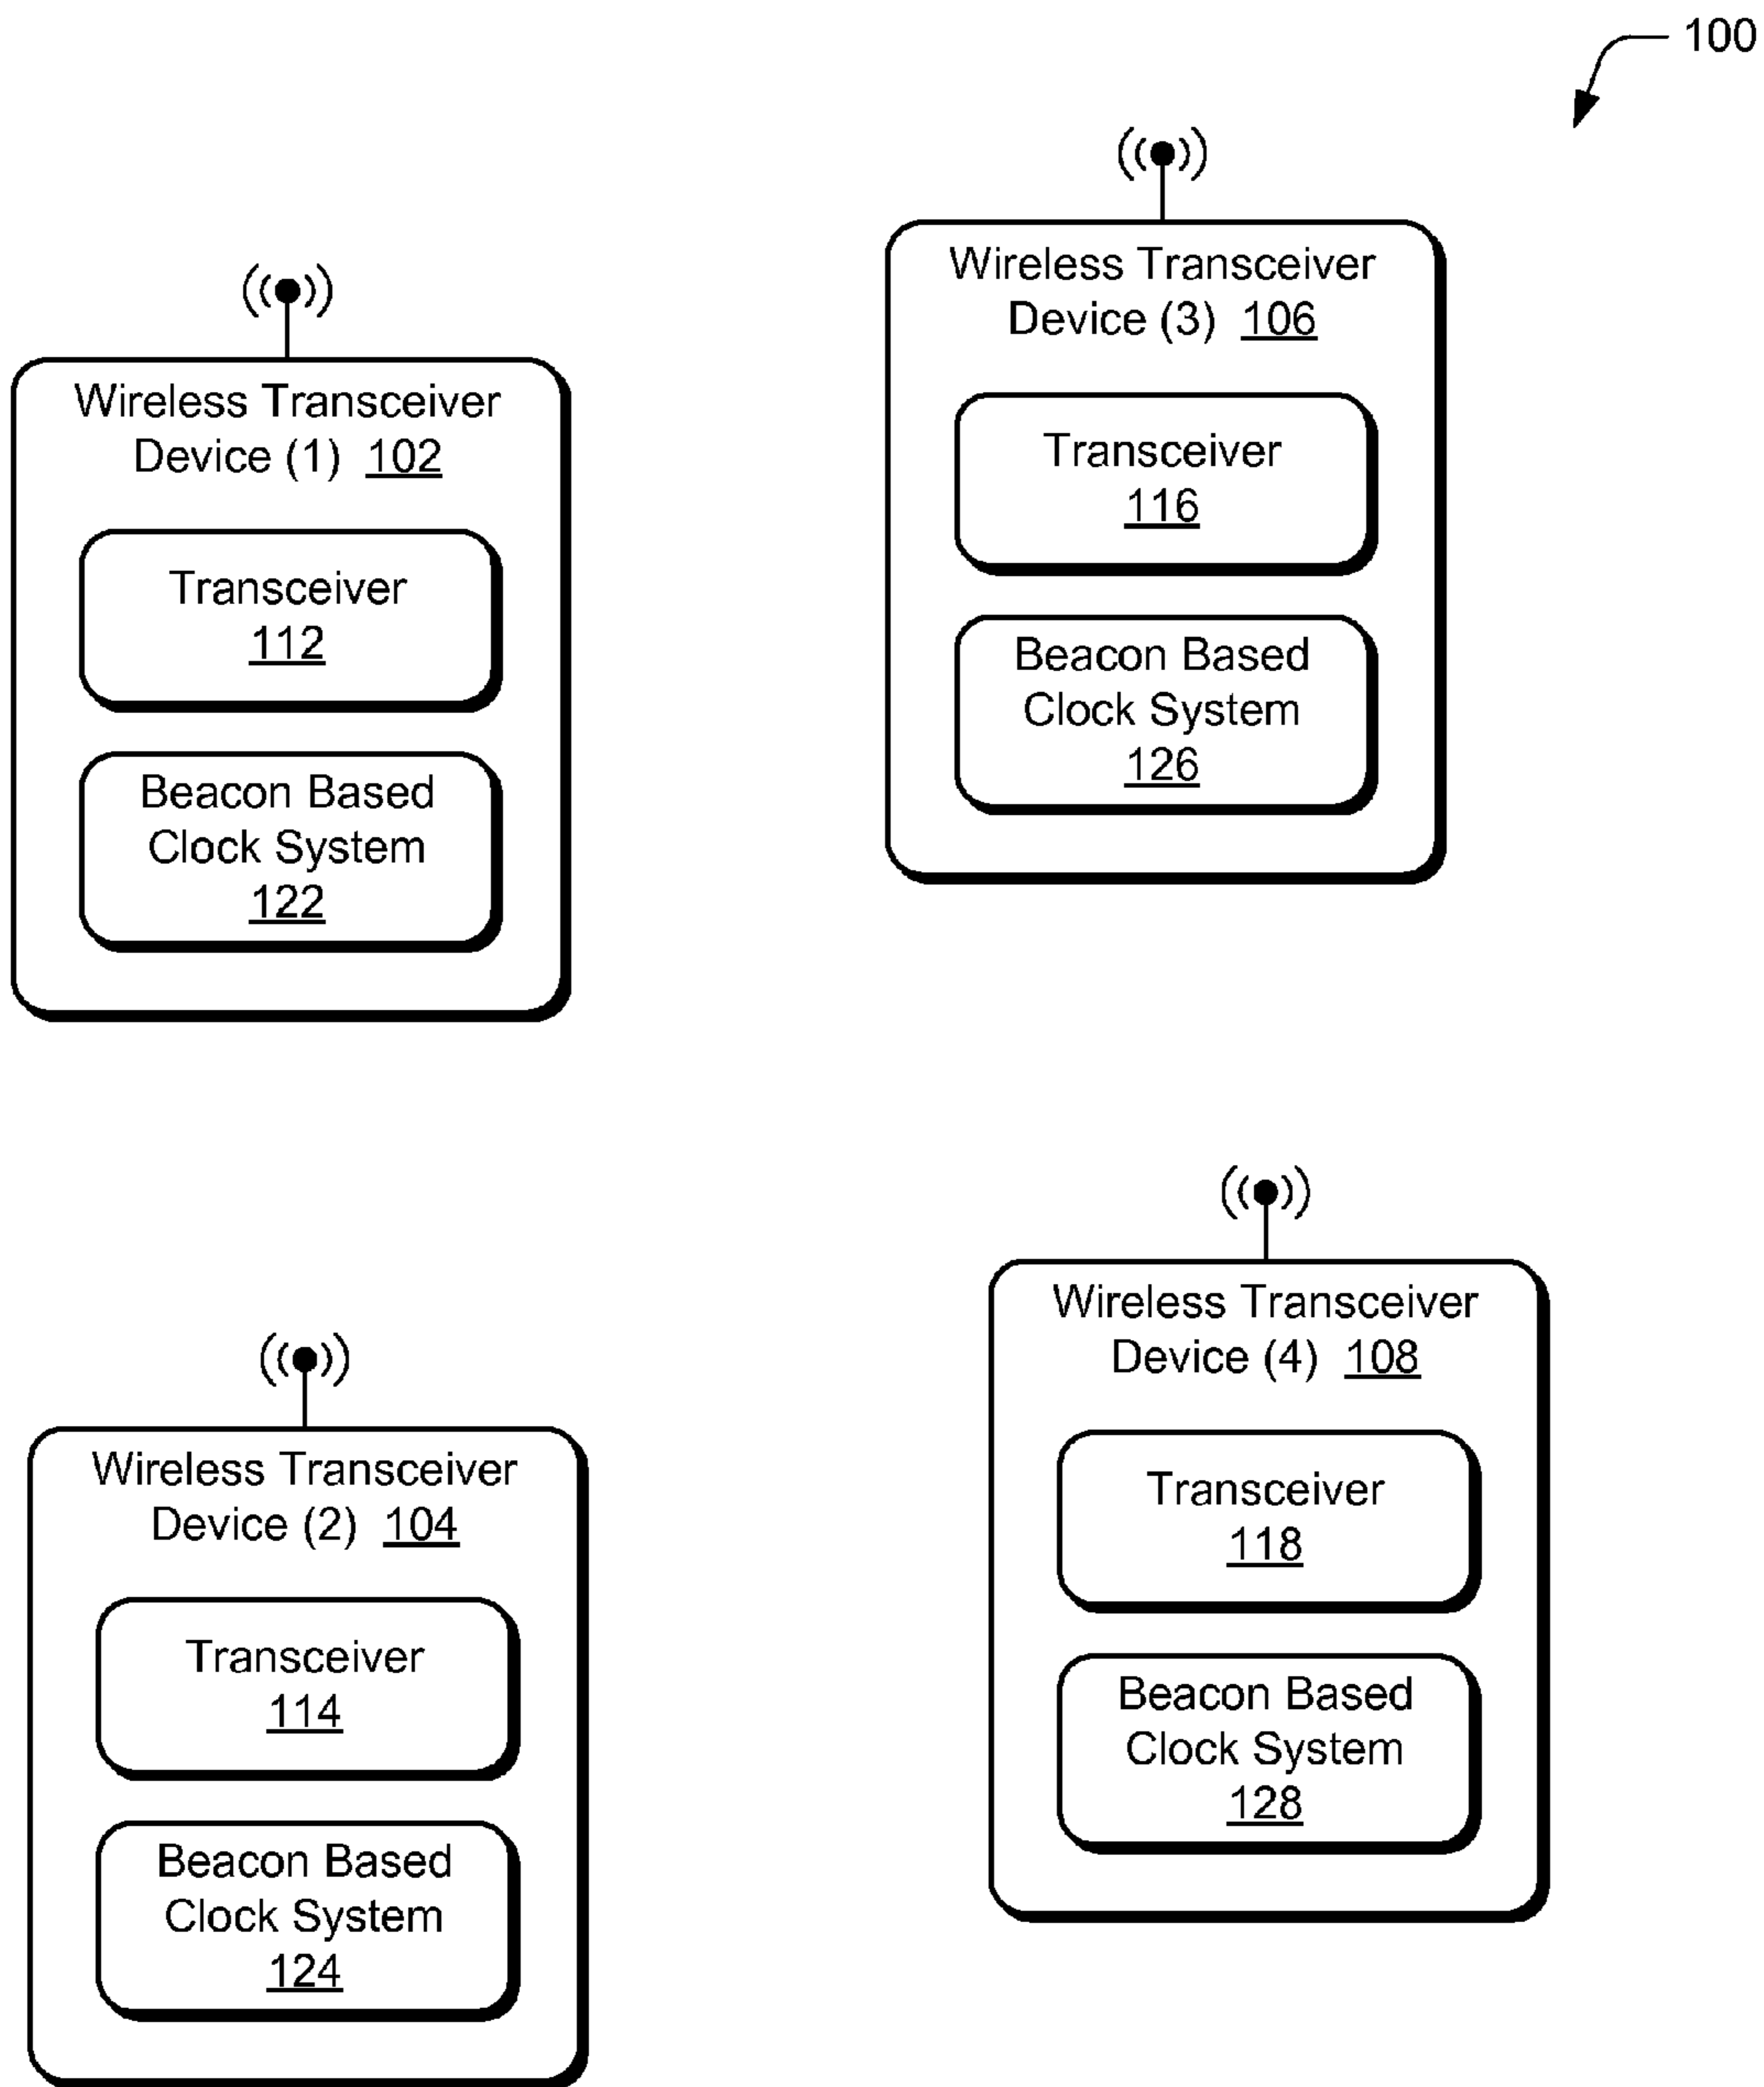 100
Wireless Transceiver
Device (1) 102
Transceiver
112
Beacon Based
Clock System
122
Wireless Transceiver
Device (3) 106
Transceiver
116
Beacon Based
Clock System
126
Wireless Transceiver
Device (2) 104
Transceiver
114
Beacon Based
Clock System
124
Wireless Transceiver
Device (4) 108
Transceiver
118
Beacon Based
Clock System
128